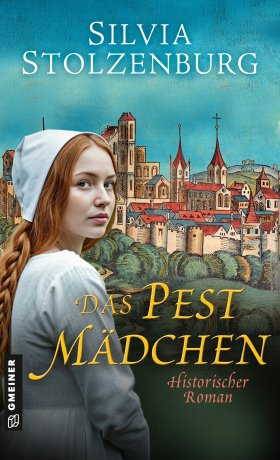 SILVIA
STOLZENBURG
DAS PEST
MÄDCHEN
Historischer
Roman
GMEINER